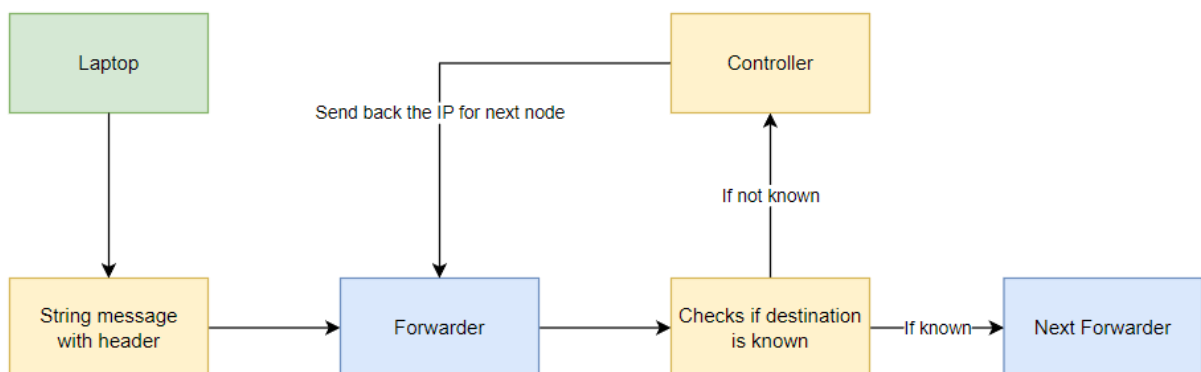 Laptop
Controller
Send back the IP for next node
If not known
String message
with header
Forwarder
Checks if destination
is known
If known
Next Forwarder